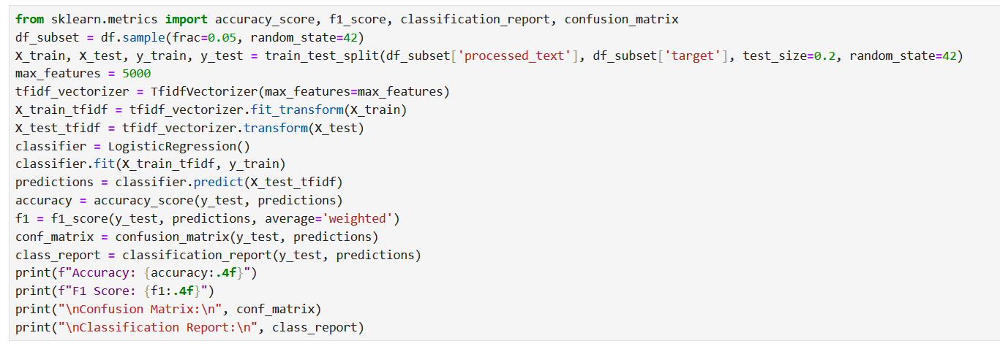 from sklearn.metrics import accuracy_score, f1_score, classification_report, confusion_matrix
df_subset = df.sample(frac=0.05, random_state=42)
X_train, X_test, y_train, y_test = train_test_split(df_subset['processed_text'], df_subset['target'], test_size=0.2, random_state=42)
max_features = 5000
tfidf_vectorizer = TfidfVectorizer(max_features=max_features)
X_train_tfidf = tfidf_vectorizer.fit_transform(X_train)
X_test_tfidf = tfidf_vectorizer.transform(X_test)
classifier = LogisticRegression()
classifier.fit(X_train_tfidf, y_train)
predictions = classifier.predict(X_test_tfidf)
accuracy = accuracy_score(y_test, predictions)
f1 = f1_score(y_test, predictions, average='weighted')
conf_matrix = confusion_matrix(y_test, predictions)
class_report = classification_report(y_test, predictions)
print(f"Accuracy: {accuracy:.4f}")
print(f"F1 Score: {f1:.4f}")
print("\nConfusion Matrix:\n", conf_matrix)
print("\nClassification Report:\n", class_report)